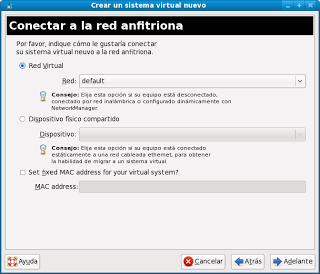 Crear un sistema virtual nuevo
Conectar a la red anfitriona
Por favor, indique cómo le gustaría conectar
su sistema virtual neuvo a la red anfitriona.
Red Virtual
Red: default
Consejo: Elija esta opción si su equipo está desconectado,
conectado por red inalámbrica o configurado dinámicamente con
NetworkManager.
Dispositivo físico compartido
Dispositivo:
Consejo: Elija esta opción si su equipo está conectado
estáticamente a una red cableada ethernet, para obtener
la habilidad de migrar a un sistema virtual.
Set fixed MAC address for your virtual system?
MAC address:
Ayuda Cancelar Atrás Adelante